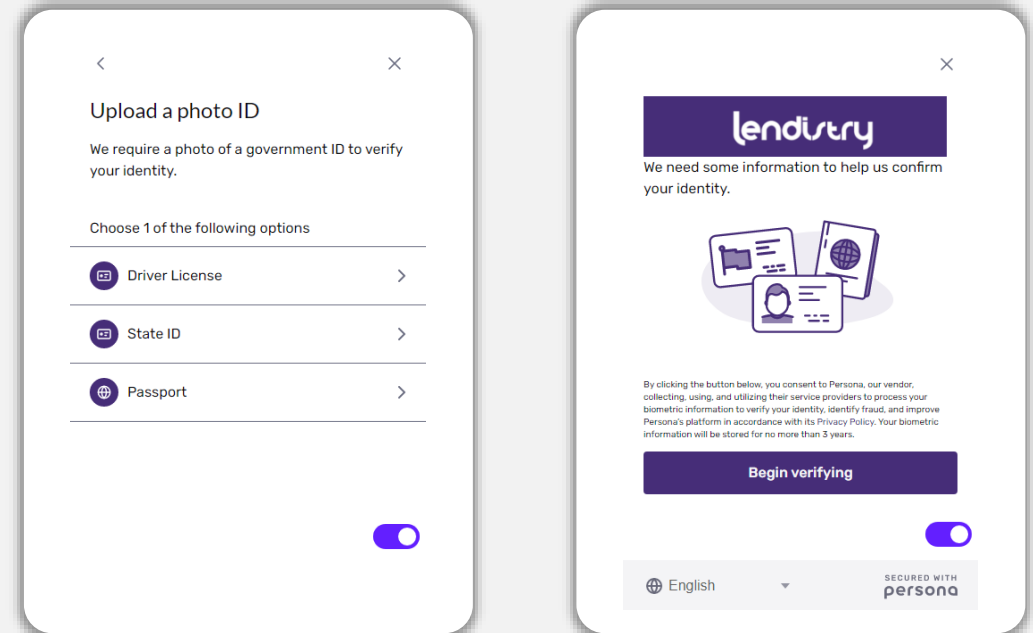 Upload a photo ID
We require a photo of a government ID to verify
your identity.
Choose 1 of the following options
Driver License
State ID
Passport
lendistry
We need some information to help us confirm
your identity.
By clicking the button below, you consent to Persona, our vendor,
collecting, using, and utilizing their service providers to process your
biometric information to verify your identity, identify fraud, and improve
Persona's platform in accordance with its Privacy Policy. Your biometric
information will be stored for no more than 3 years.
Begin verifying
English
SECURED WITH
persona